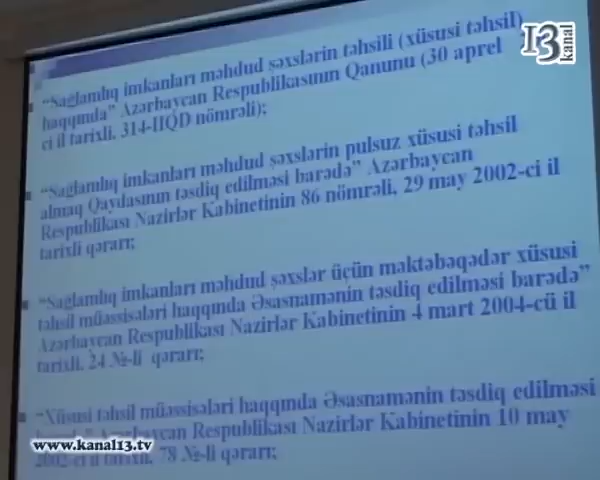 13 kanal
"Sağlamlıq imkanları məhdud şəxslərin təhsili (xüsusi təhsil)
haqqında" Azərbaycan Respublikasının Qanunu (30 aprel
ci il tarixli, 314-IIQD nömrəli);
"Sağlamlıq imkanları məhdud şəxslərin pulsuz xüsusi təhsil
almaq Qaydasının təsdiq edilməsi barədə" Azərbaycan
Respublikası Nazirlər Kabinetinin 86 nömrəli, 29 may 2002-ci il
tarixli qərarı;
"Sağlamlıq imkanları məhdud şəxslər üçün məktəbəqədər xüsusi
təhsil müəssisələri haqqında Əsasnamənin təsdiq edilməsi barədə"
Azərbaycan Respublikası Nazirlər Kabinetinin 4 mart 2004-cü il
tarixli, 24 №-li qərarı;
"Xüsusi təhsil müəssisələri haqqında Əsasnamənin təsdiq edilməsi
Azərbaycan Respublikası Nazirlər Kabinetinin 10 may
2002-ci il tarixli, 78 №-li qərarı;
www.kanal13.tv